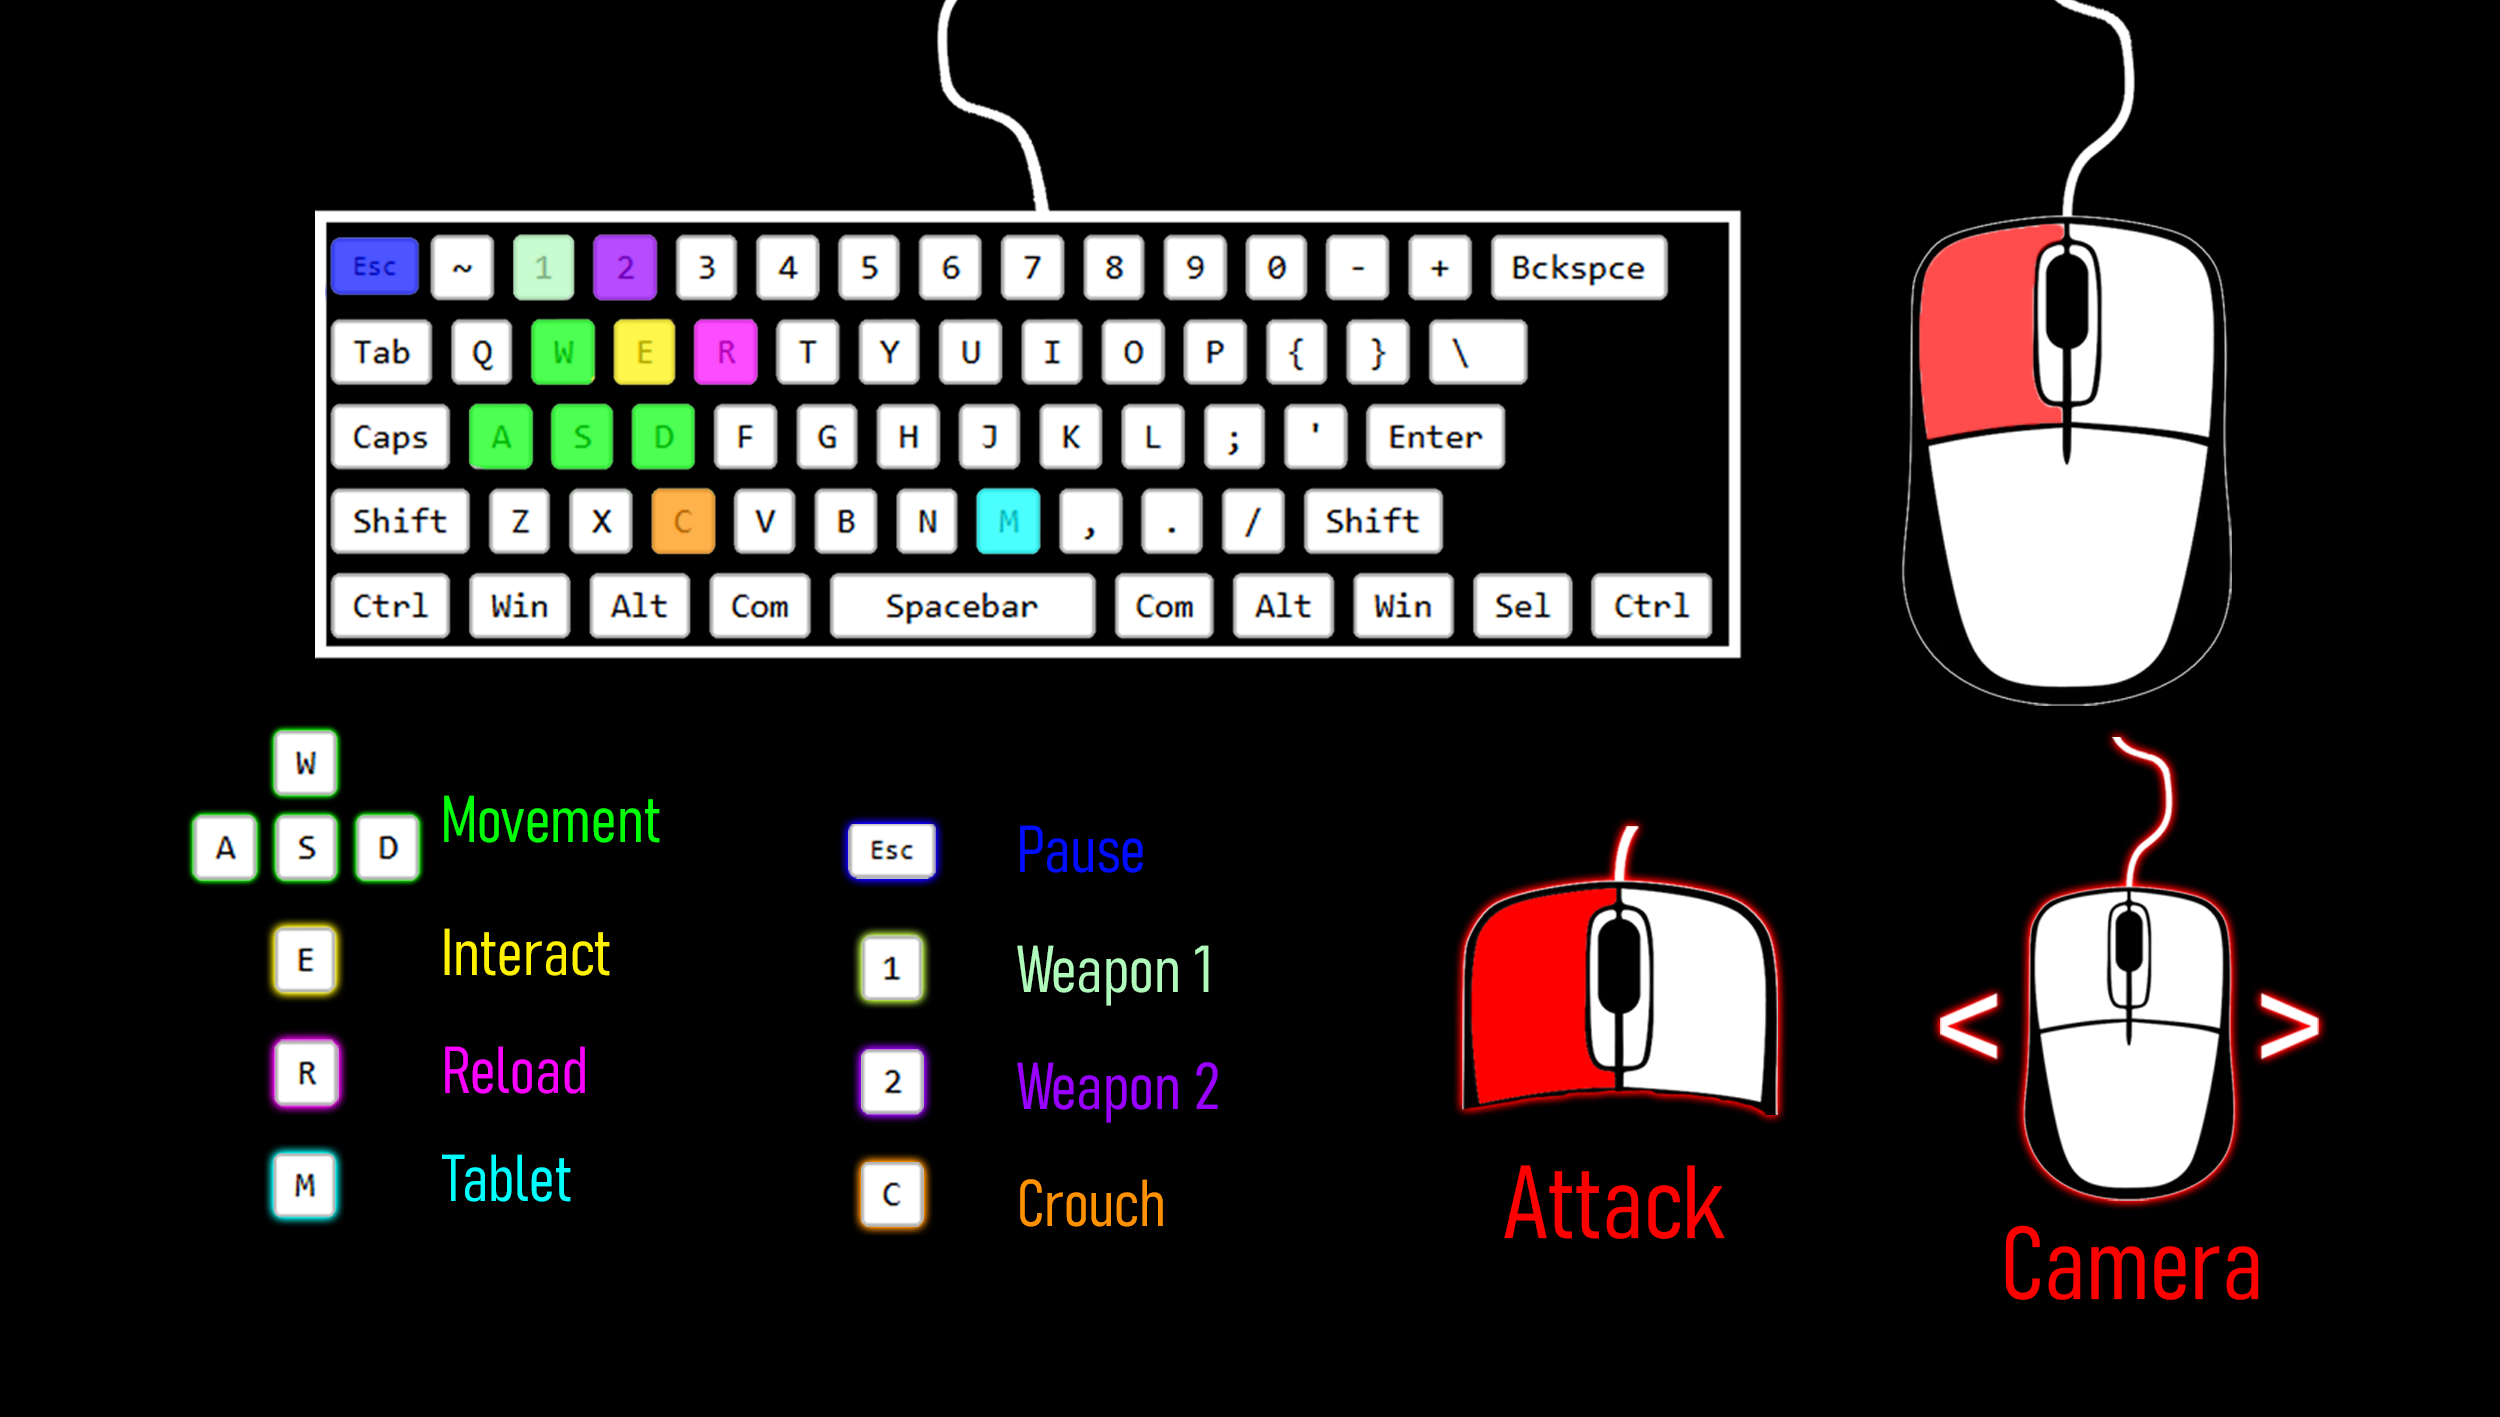 Esc ~ 1 2 3 4 5 6 7 8 9 0 - + Bckspce
Tab Q W E R T Y U I O P { } \
Caps A S D F G H J K L ; ' Enter
Shift Z X C V B N M , . / Shift
Ctrl Win Alt Com Spacebar Com Alt Win Sel Ctrl
W
A S D Movement
E Interact
R Reload
M Tablet
Esc Pause
1 Weapon 1
2 Weapon 2
C Crouch
Attack
< >
Camera